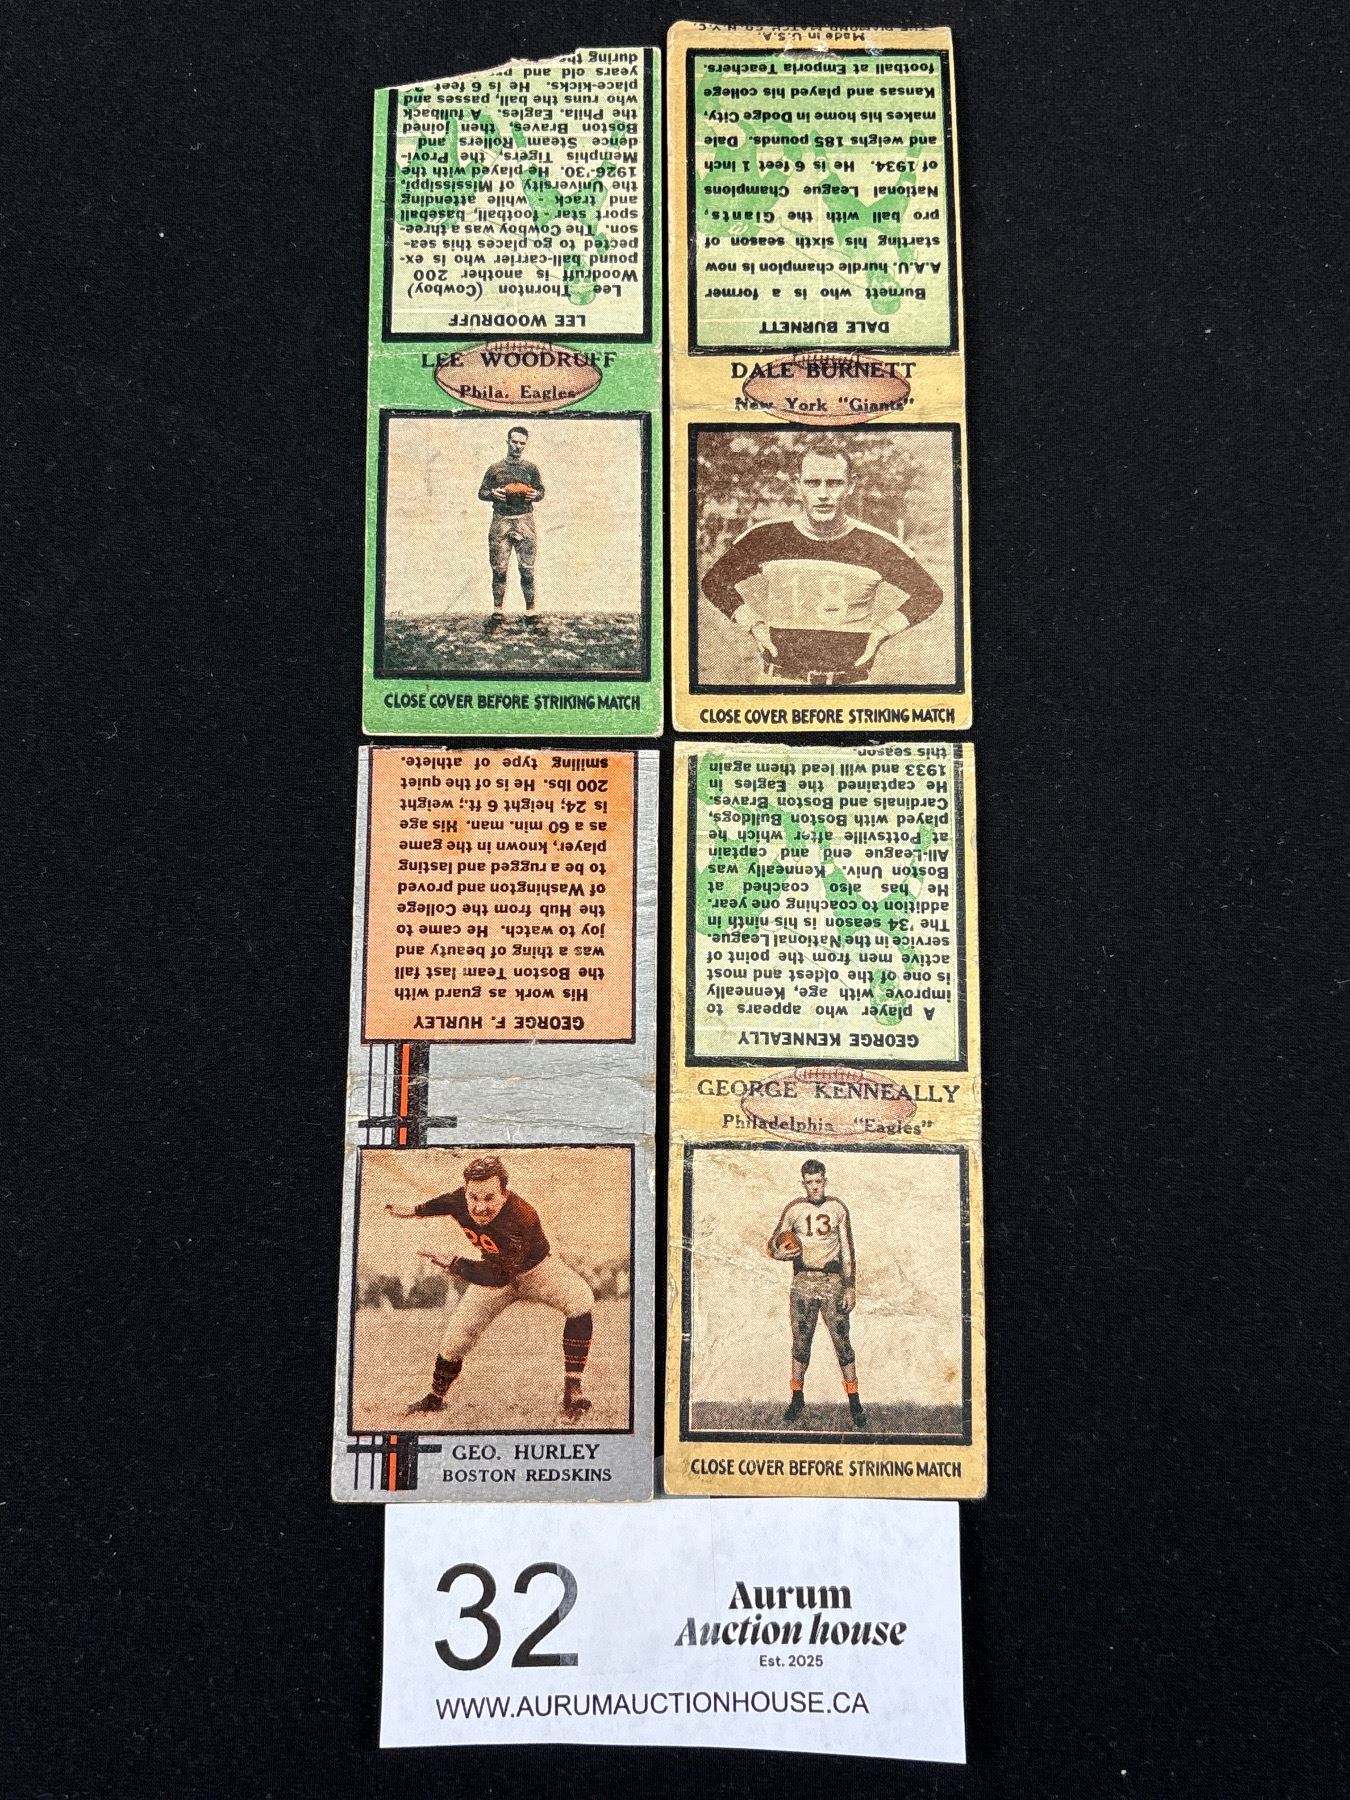 LEE WOODRUFF
Lee Thornton (Cowboy)
Woodruff is another 200
pound ball-carrier who is ex-
pected to go places this sea-
son. The Cowboy was a three-
sport star - football, baseball
and track - while attending
the University of Mississippi,
1926-'30. He played with the
Memphis Tigers, the Provi-
dence Steam Rollers and
Boston Braves, then joined
the Phila. Eagles. A fullback
who runs the ball, passes and
place-kicks. He is 6 feet
years old and
during the
LEE WOODRUFF
Phila. Eagles
CLOSE COVER BEFORE STRIKING MATCH
DALE BURNETT
Burnett who is a former
A.A.U. hurdle champion is now
starting his sixth season of
pro ball with the Giants,
National League Champions
of 1934. He is 6 feet 1 inch
and weighs 185 pounds. Dale
makes his home in Dodge City,
Kansas and played his college
football at Emporia Teachers.
Made in U.S.A.
THE DIAMOND MATCH CO. N.Y.C.
DALE BURNETT
New York "Giants"
18
CLOSE COVER BEFORE STRIKING MATCH
GEORGE F. HURLEY
His work as guard with
the Boston Team last fall
was a thing of beauty and
joy to watch. He came to
the Hub from the College
of Washington and proved
to be a rugged and lasting
player, known in the game
as a 60 min. man. His age
is 24; height 6 ft.; weight
200 lbs. He is of the quiet
smiling type of athlete.
GEO. HURLEY
BOSTON REDSKINS
GEORGE KENNEALLY
A player who appears to
improve with age, Kenneally
is one of the oldest and most
active men from the point of
service in the National League.
The '34 season is his ninth in
addition to coaching one year.
He has also coached at
Boston Univ. Kenneally was
All-League end and captain
at Pottsville after which he
played with Boston Bulldogs,
Cardinals and Boston Braves.
He captained the Eagles in
1933 and will lead them again
this season.
GEORGE KENNEALLY
Philadelphia "Eagles"
13
CLOSE COVER BEFORE STRIKING MATCH
32
Aurum
Auction house
Est. 2025
WWW.AURUMAUCTIONHOUSE.CA